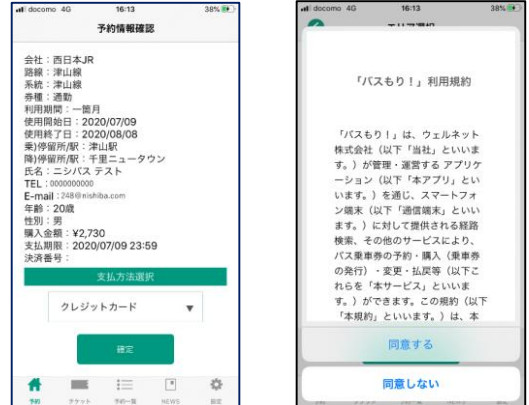 docomo 4G 16:13 38%
予約情報確認
会社：西日本JR
路線：津山線
系統：津山線
券種：通勤
利用期間：一箇月
使用開始日：2020/07/09
使用終了日：2020/08/08
乗)停留所/駅：津山駅
降)停留所/駅：千里ニュータウン
氏名：ニシバス テスト
TEL：0000000000
E-mail：248@nishiba.com
年齢：20歳
性別：男
購入金額：¥2,730
支払期限：2020/07/09 23:59
決済番号：
支払方法選択
クレジットカード ▼
確定
予約 チケット 予約一覧 NEWS 設定
docomo 4G 16:13 38%
エリア選択
「バスもり！」利用規約
「バスもり！」は、ウェルネット
株式会社（以下「当社」といいま
す。）が管理・運営する アプリケ
ーション（以下「本アプリ」とい
います。）を通じ、スマートフォ
ン端末（以下「通信端末」といい
ます。）に対して提供される経路
検索、その他のサービスにより、
バス乗車券の予約・購入（乗車券
の発行）・変更・払戻等（以下こ
れらを「本サービス」といいま
す。）ができます。この規約（以下
「本規約」といいます。）は、本
同意する
同意しない